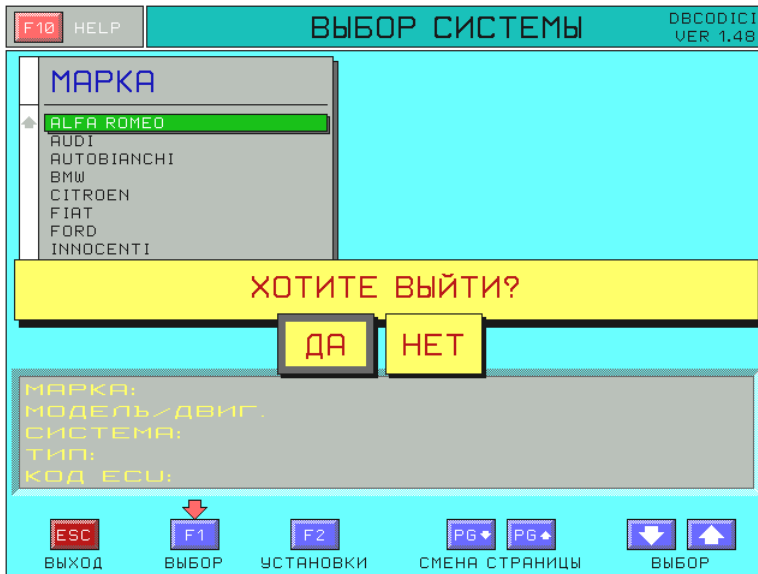 F10 HELP
ВЫБОР СИСТЕМЫ
DBCODICI
VER 1.48
МАРКА
ALFA ROMEO
AUDI
AUTOBIANCHI
BMW
CITROEN
FIAT
FORD
INNOCENTI
ХОТИТЕ ВЫЙТИ?
ДА НЕТ
МАРКА:
МОДЕЛЬ/ДВИГ.
СИСТЕМА:
ТИП:
КОД ECU:
ESC F1 F2 PG PG
ВЫХОД ВЫБОР УСТАНОВКИ СМЕНА СТРАНИЦЫ ВЫБОР